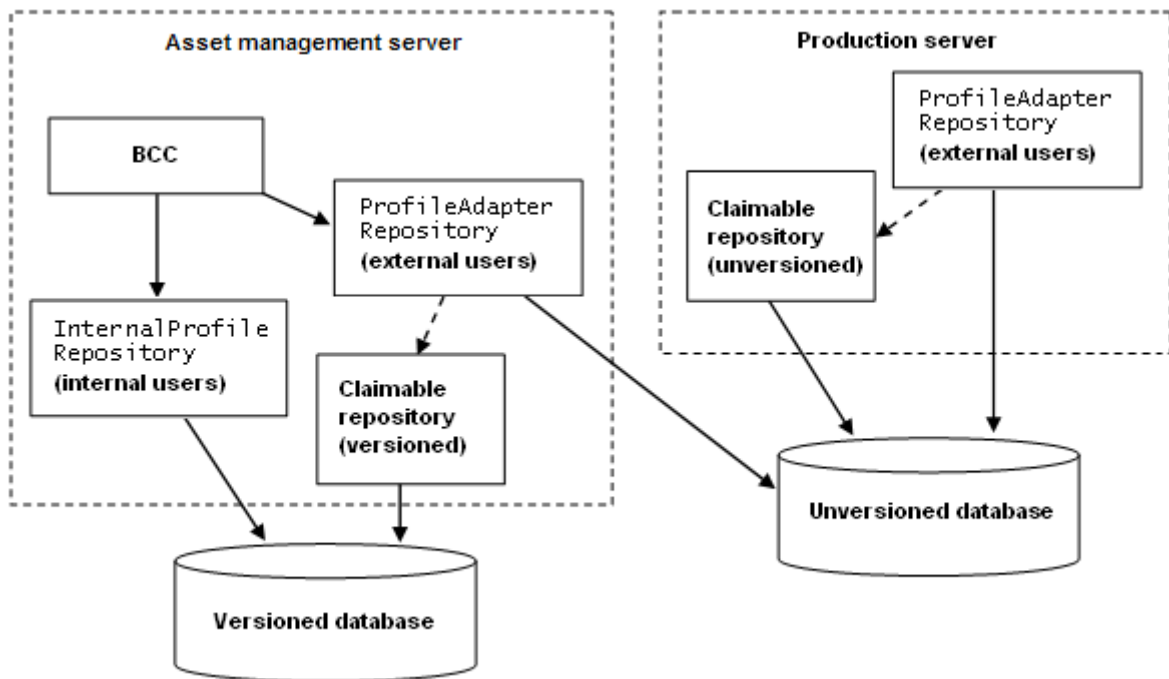 Asset management server
BCC
ProfileAdapter
Repository
(external users)
InternalProfile
Repository
(internal users)
Claimable
repository
(versioned)
Versioned database
Production server
ProfileAdapter
Repository
(external users)
Claimable
repository
(unversioned)
Unversioned database